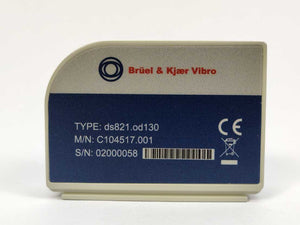 Brüel & Kjær Vibro
TYPE: ds821.od130
M/N: C104517.001
S/N: 02000058
CE